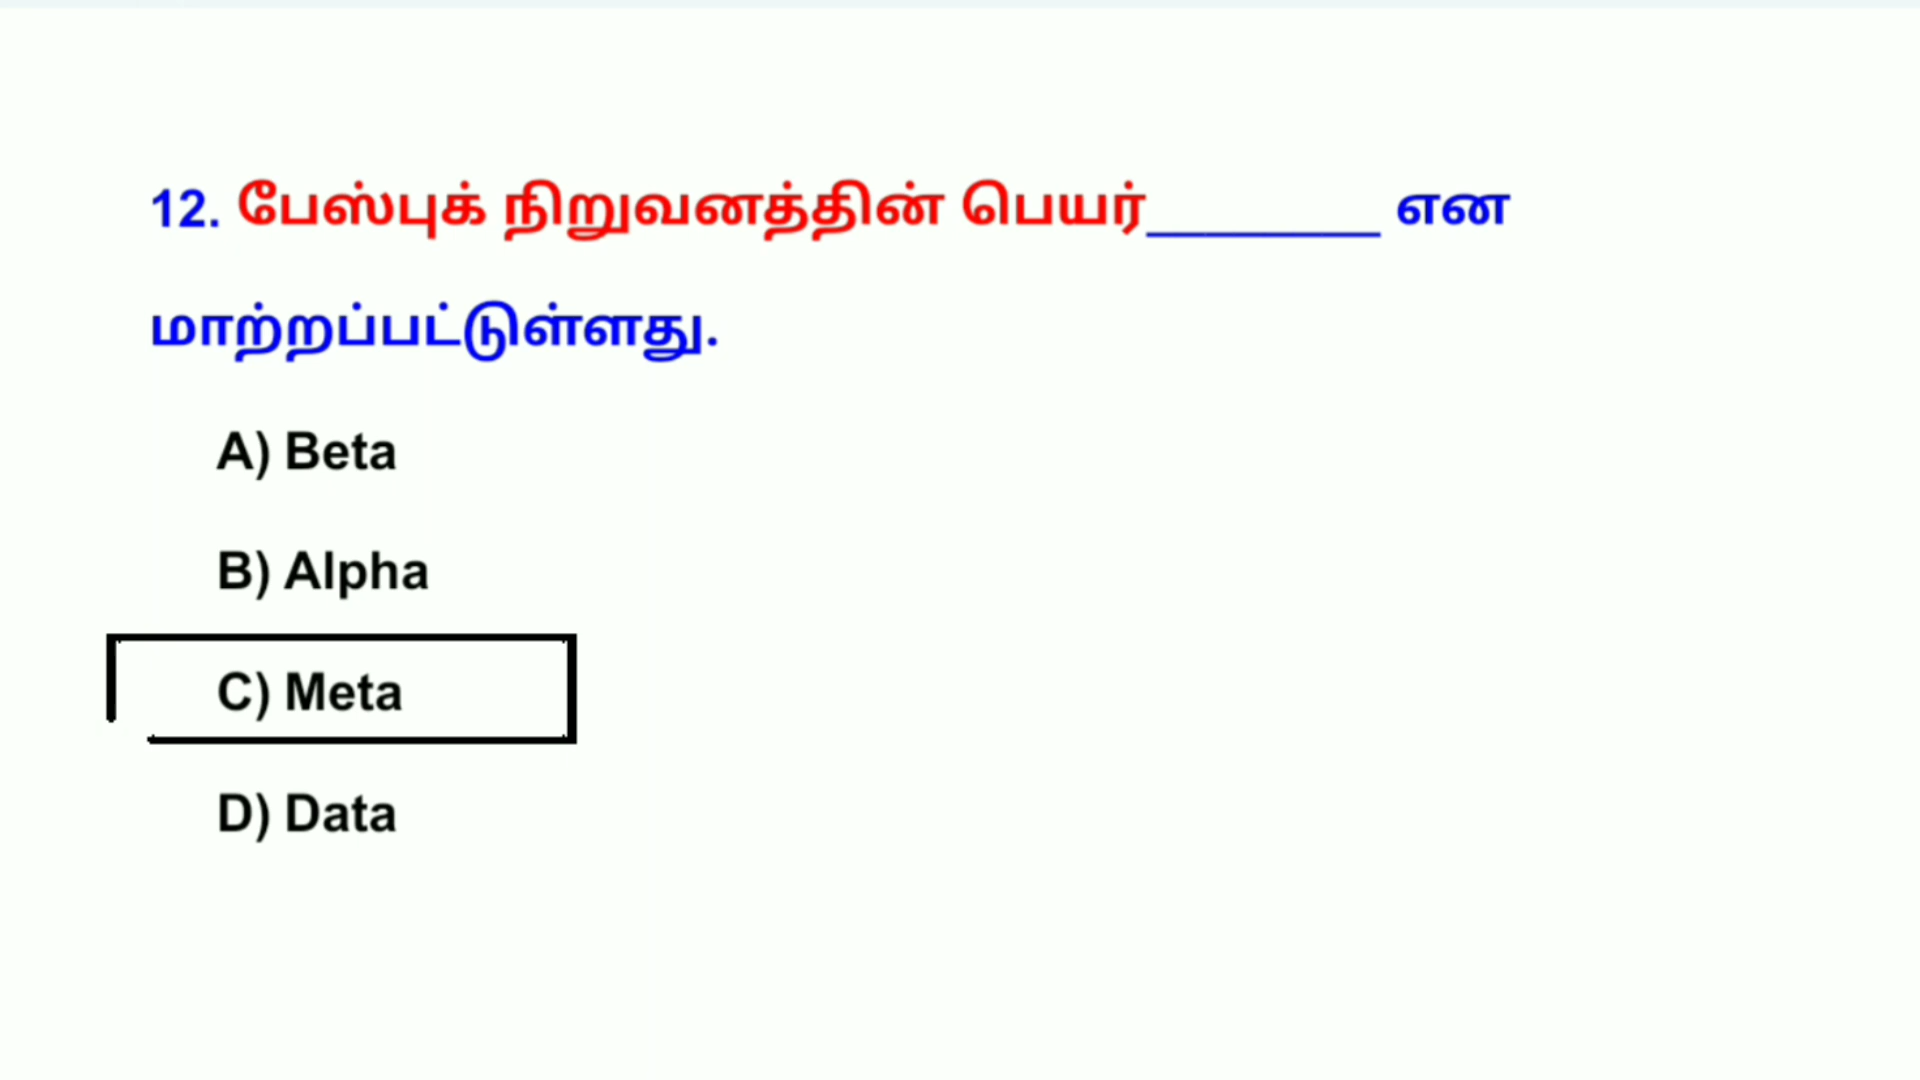 12. பேஸ்புக் நிறுவனத்தின் பெயர்________ என
மாற்றப்பட்டுள்ளது.
A) Beta
B) Alpha
C) Meta
D) Data